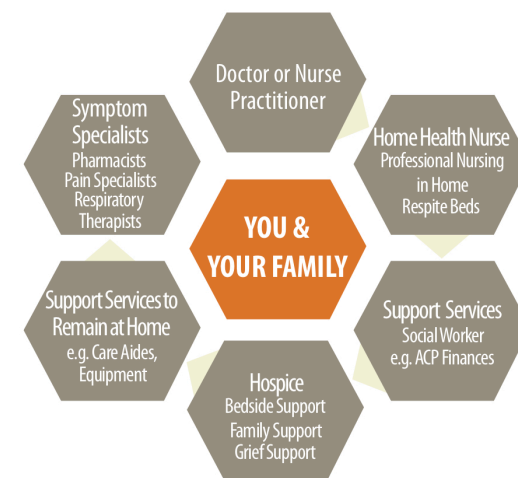 Doctor or Nurse
Practitioner
Home Health Nurse
Professional Nursing
in Home
Respite Beds
Support Services
Social Worker
e.g. ACP Finances
Hospice
Bedside Support
Family Support
Grief Support
Support Services to
Remain at Home
e.g. Care Aides,
Equipment
Symptom
Specialists
Pharmacists
Pain Specialists
Respiratory
Therapists
YOU &
YOUR FAMILY